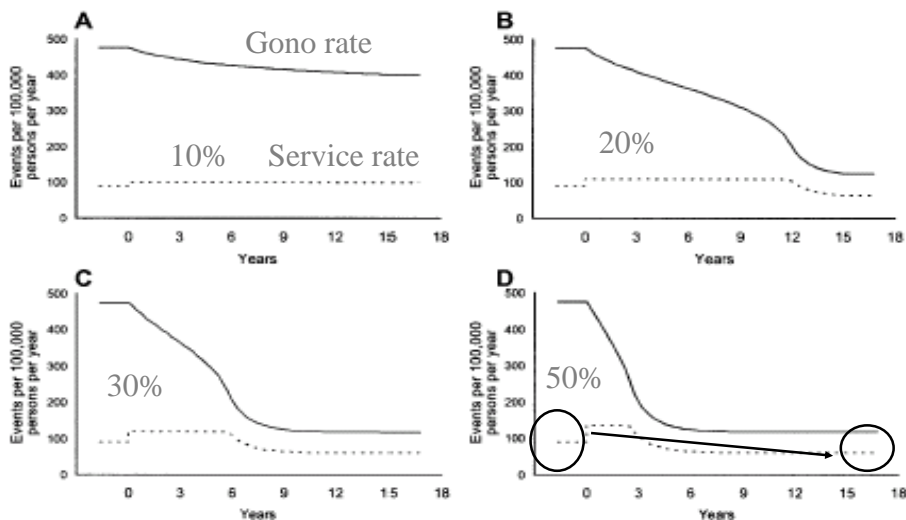 A
Events per 100,000
persons per year
500
400
300
200
100
0
Gono rate
10%
Service rate
0 3 6 9 12 15 18
Years
B
Events per 100,000
persons per year
500
400
300
200
100
0
20%
0 3 6 9 12 15 18
Years
C
Events per 100,000
persons per year
500
400
300
200
100
0
30%
0 3 6 9 12 15 18
Years
D
Events per 100,000
persons per year
500
400
300
200
100
0
50%
0 3 6 9 12 15 18
Years